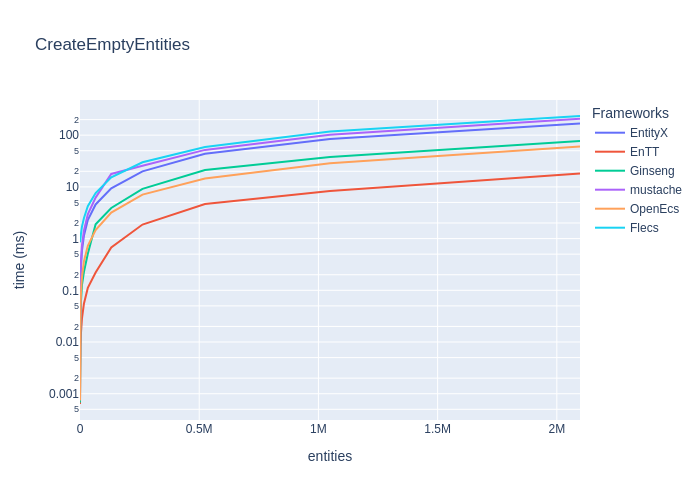 CreateEmptyEntities
Frameworks
EntityX
EnTT
Ginseng
mustache
OpenEcs
Flecs
time (ms)
2
100
5
2
10
5
2
1
5
2
0.1
5
2
0.01
5
2
0.001
5
0 0.5M 1M 1.5M 2M
entities